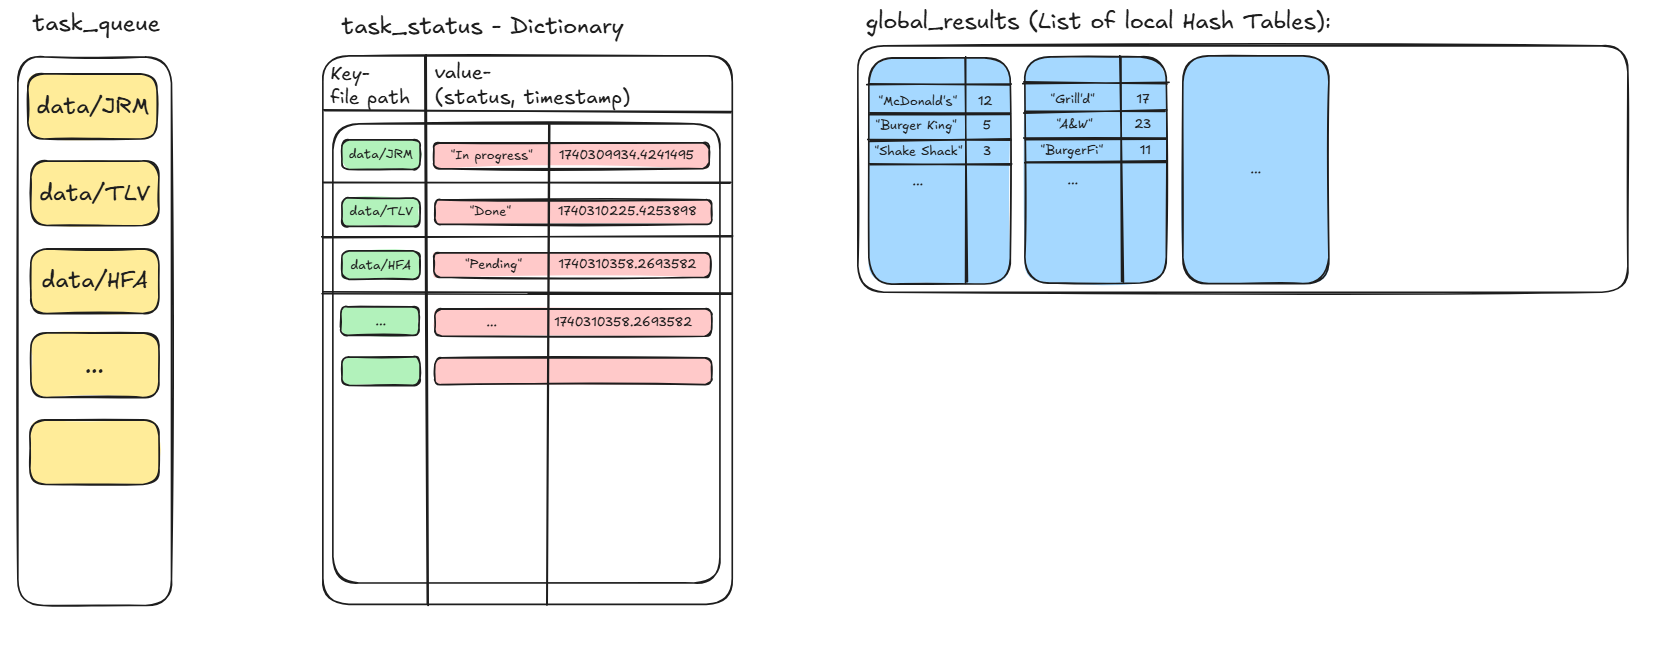 task_queue
data/JRM
data/TLV
data/HFA
...
task_status - Dictionary
Key-
file path
value-
(status, timestamp)
data/JRM "In progress" 1740309934.4241495
data/TLV "Done" 1740310225.4253898
data/HFA "Pending" 1740310358.2693582
... ... 1740310358.2693582
global_results (List of local Hash Tables):
"McDonald's" 12
"Burger King" 5
"Shake Shack" 3
...
"Grill'd" 17
"A&W" 23
"BurgerFi" 11
...
...